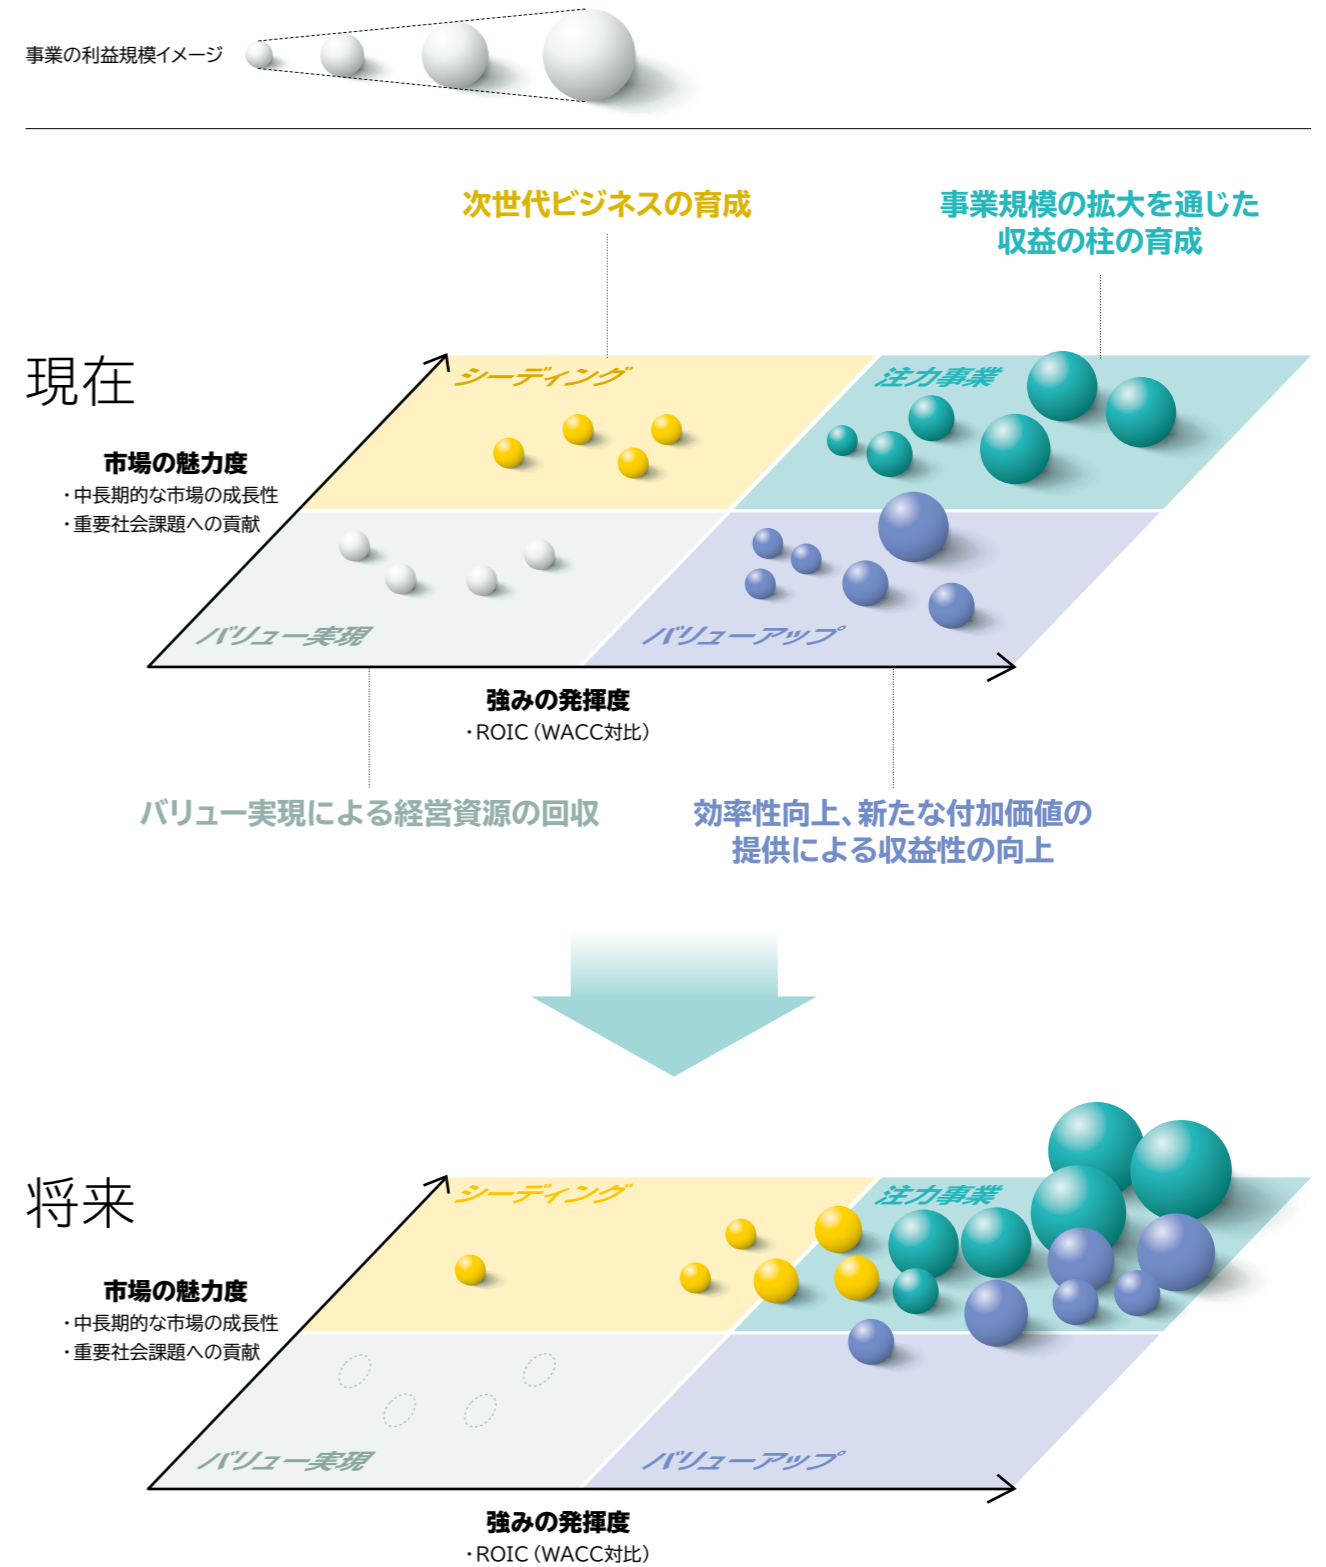 事業の利益規模イメージ
次世代ビジネスの育成
事業規模の拡大を通じた
収益の柱の育成
現在
シーディング
注力事業
市場の魅力度
・中長期的な市場の成長性
・重要社会課題への貢献
バリュー実現
バリューアップ
強みの発揮度
・ROIC（WACC対比）
バリュー実現による経営資源の回収
効率性向上、新たな付加価値の
提供による収益性の向上
将来
シーディング
注力事業
市場の魅力度
・中長期的な市場の成長性
・重要社会課題への貢献
バリュー実現
バリューアップ
強みの発揮度
・ROIC（WACC対比）